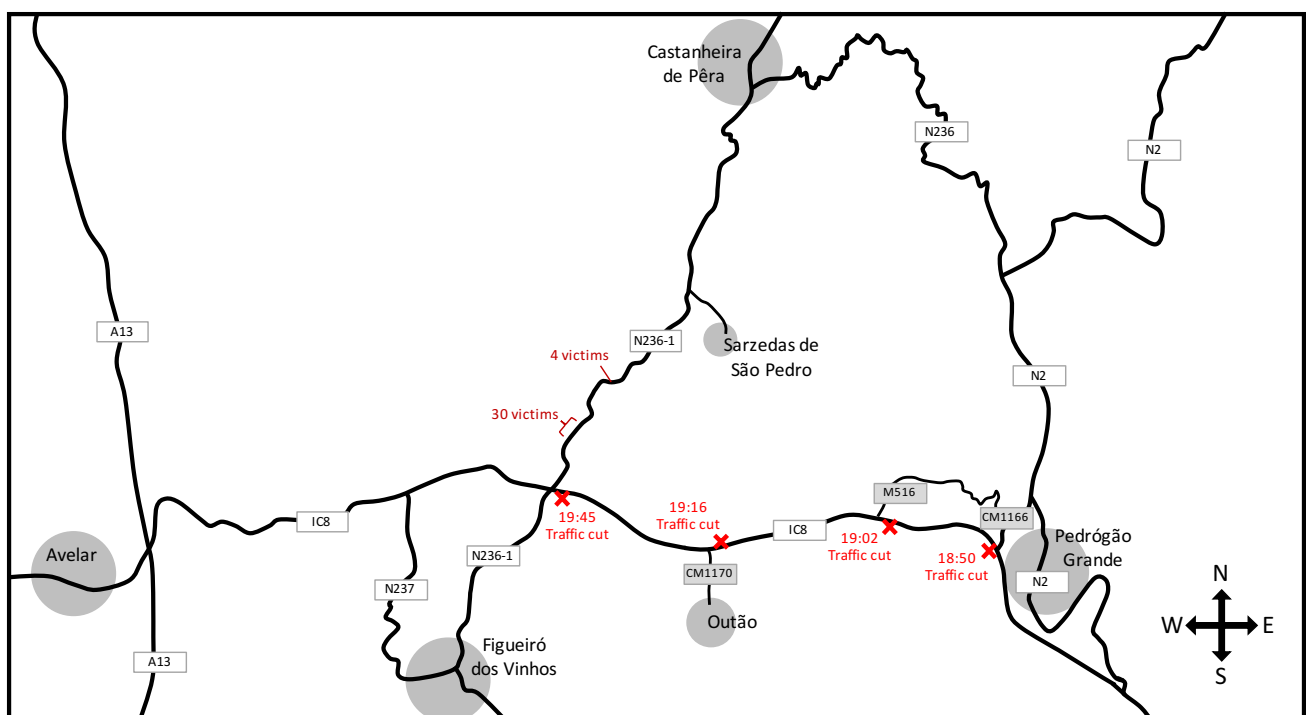 Castanheira
de Pêra
N236
N2
A13
N236-1
Sarzedas de
São Pedro
4 victims
N2
30 victims
M516
19:16
Traffic cut
IC8
19:45
Traffic cut
IC8
19:02
Traffic cut
CM1166
18:50
Traffic cut
Pedrógão
Grande
Avelar
N236-1
CM1170
N2
N237
Outão
N
W
E
S
Figueiró
dos Vinhos
A13